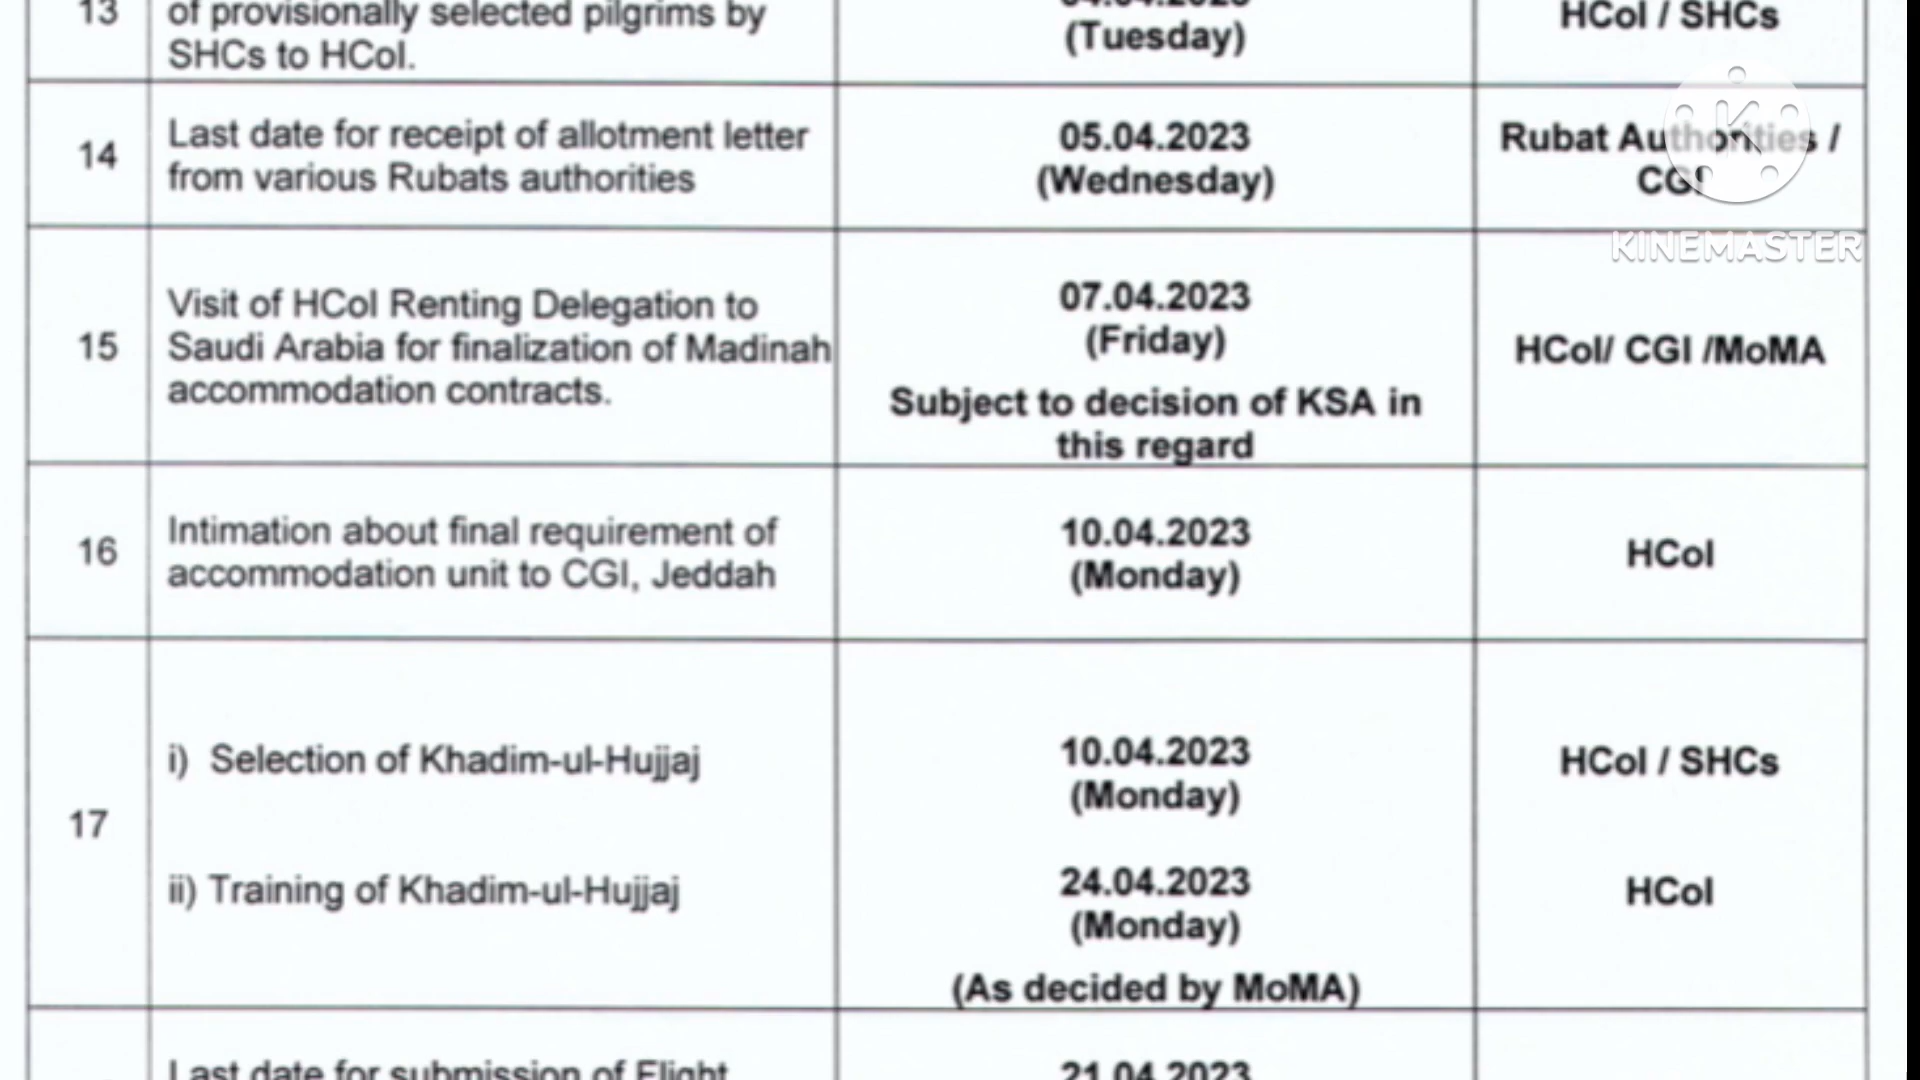 13
of provisionally selected pilgrims by
SHCs to HCoI.
(Tuesday)
HCoI / SHCs
14
Last date for receipt of allotment letter
from various Rubats authorities
05.04.2023
(Wednesday)
Rubat Authorities /
CGI
15
Visit of HCoI Renting Delegation to
Saudi Arabia for finalization of Madinah
accommodation contracts.
07.04.2023
(Friday)
Subject to decision of KSA in
this regard
HCoI/ CGI /MoMA
16
Intimation about final requirement of
accommodation unit to CGI, Jeddah
10.04.2023
(Monday)
HCoI
17
i) Selection of Khadim-ul-Hujjaj
10.04.2023
(Monday)
HCoI / SHCs
ii) Training of Khadim-ul-Hujjaj
24.04.2023
(Monday)
(As decided by MoMA)
HCoI
Last date for submission of Flight
21.04.2023
KINEMASTER